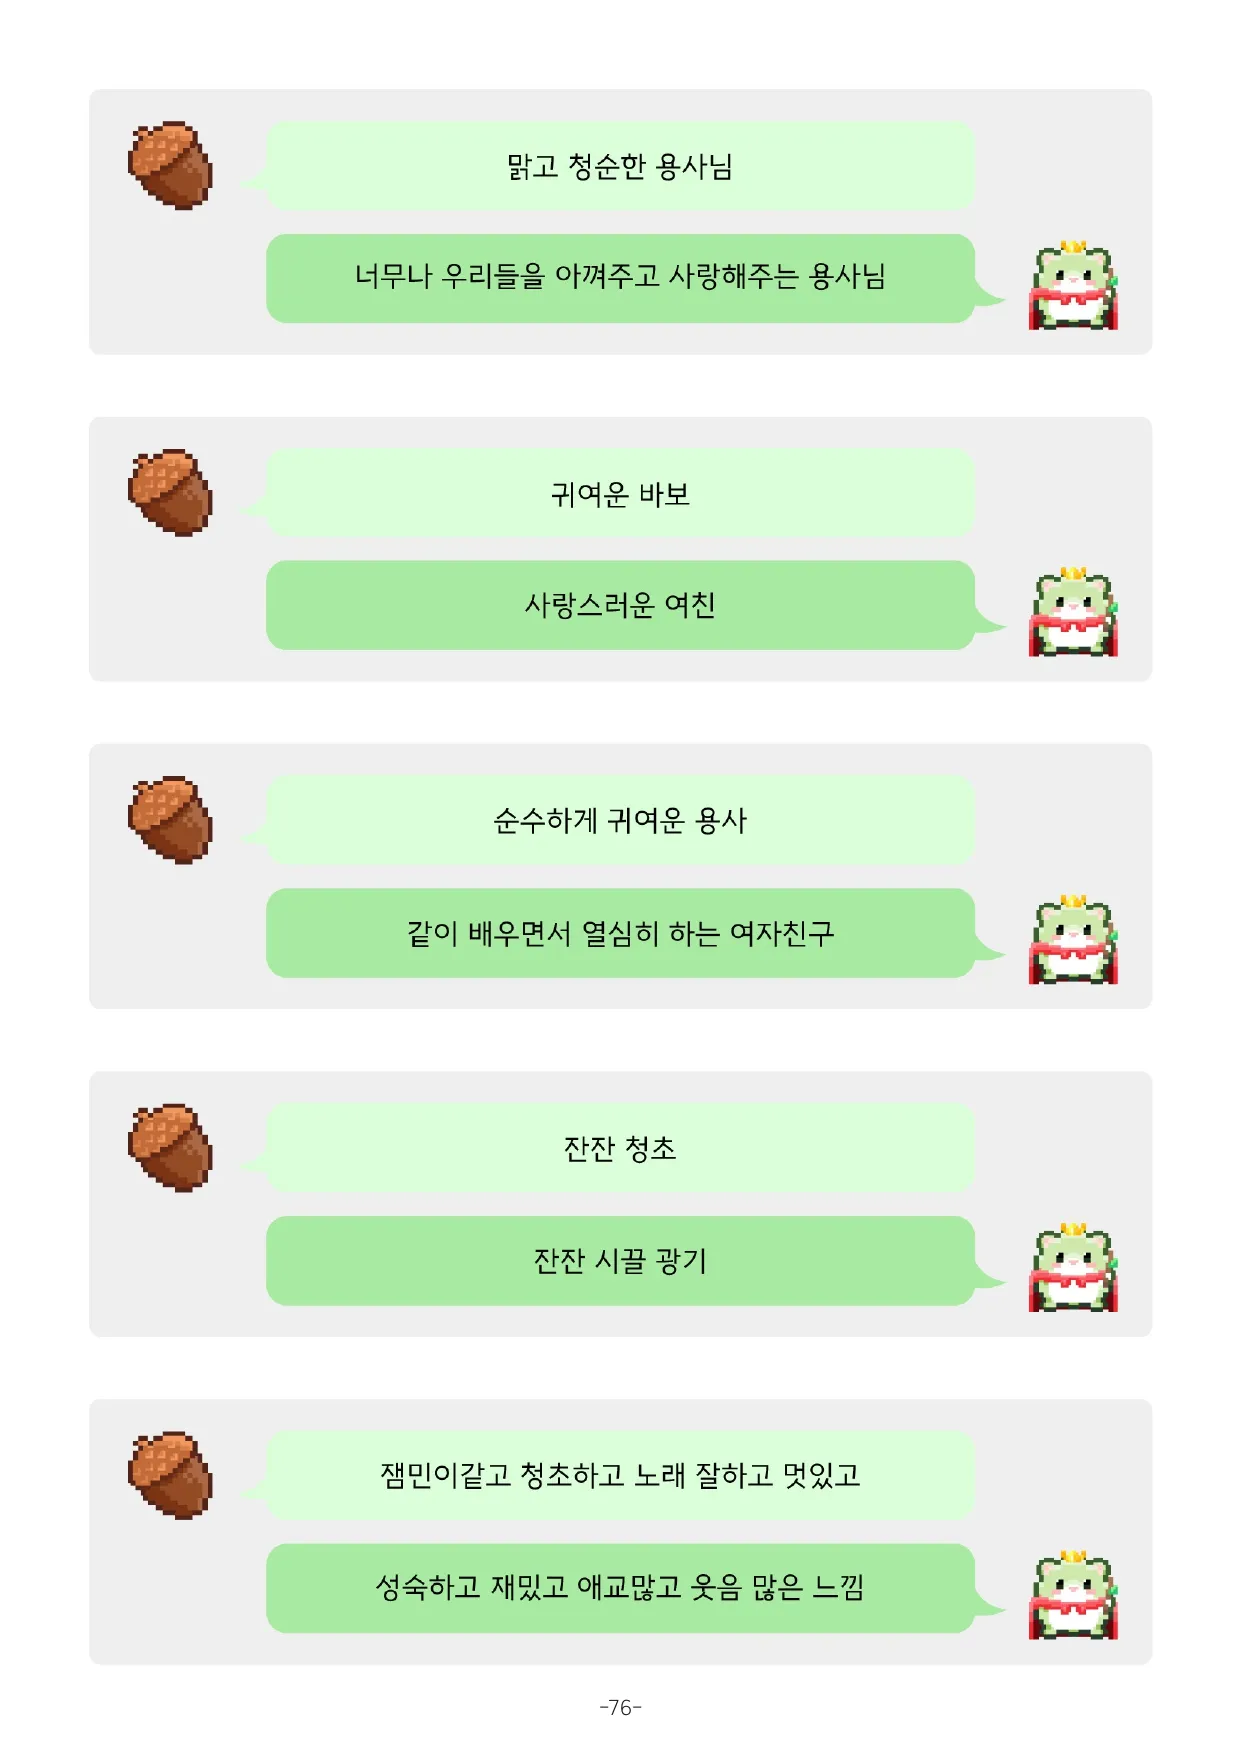 맑고 청순한 용사님
너무나 우리들을 아껴주고 사랑해주는 용사님
귀여운 바보
사랑스러운 여친
순수하게 귀여운 용사
같이 배우면서 열심히 하는 여자친구
잔잔 청초
잔잔 시끌 광기
잼민이같고 청초하고 노래 잘하고 멋있고
성숙하고 재밌고 애교많고 웃음 많은 느낌
-76-